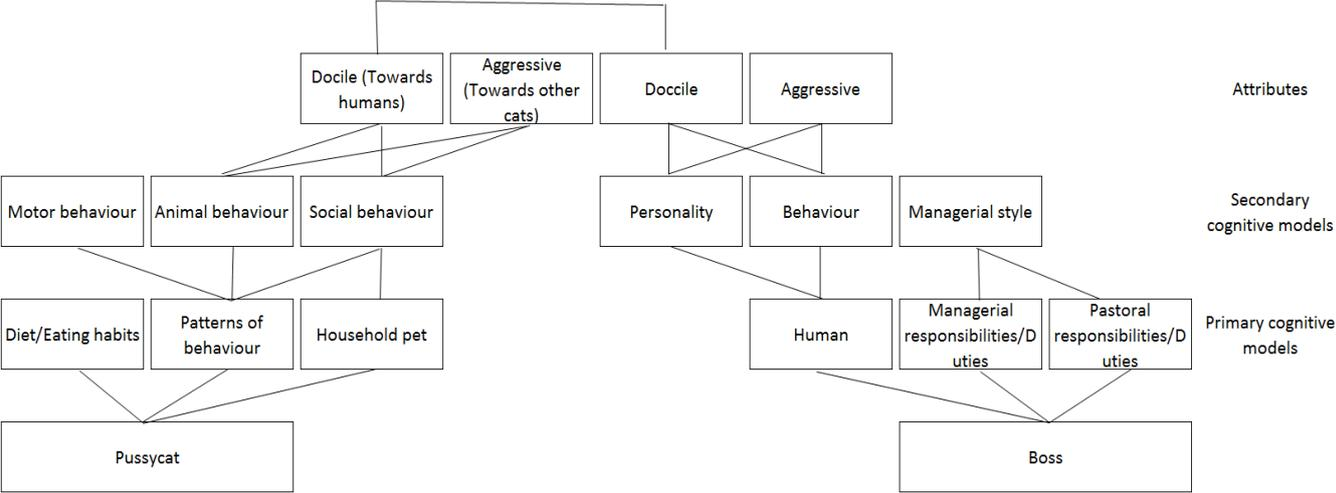 Docile (Towards
humans)
Aggressive
(Towards other
cats)
Doccile
Aggressive
Attributes
Motor behaviour
Animal behaviour
Social behaviour
Personality
Behaviour
Managerial style
Secondary
cognitive models
Diet/Eating habits
Patterns of
behaviour
Household pet
Human
Managerial
responsibilities/D
uties
Pastoral
responsibilities/D
uties
Primary cognitive
models
Pussycat
Boss